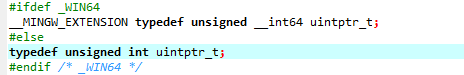 #ifdef _WIN64
__MINGW_EXTENSION typedef unsigned __int64 uintptr_t;
#else
typedef unsigned int uintptr_t;
#endif /* _WIN64 */